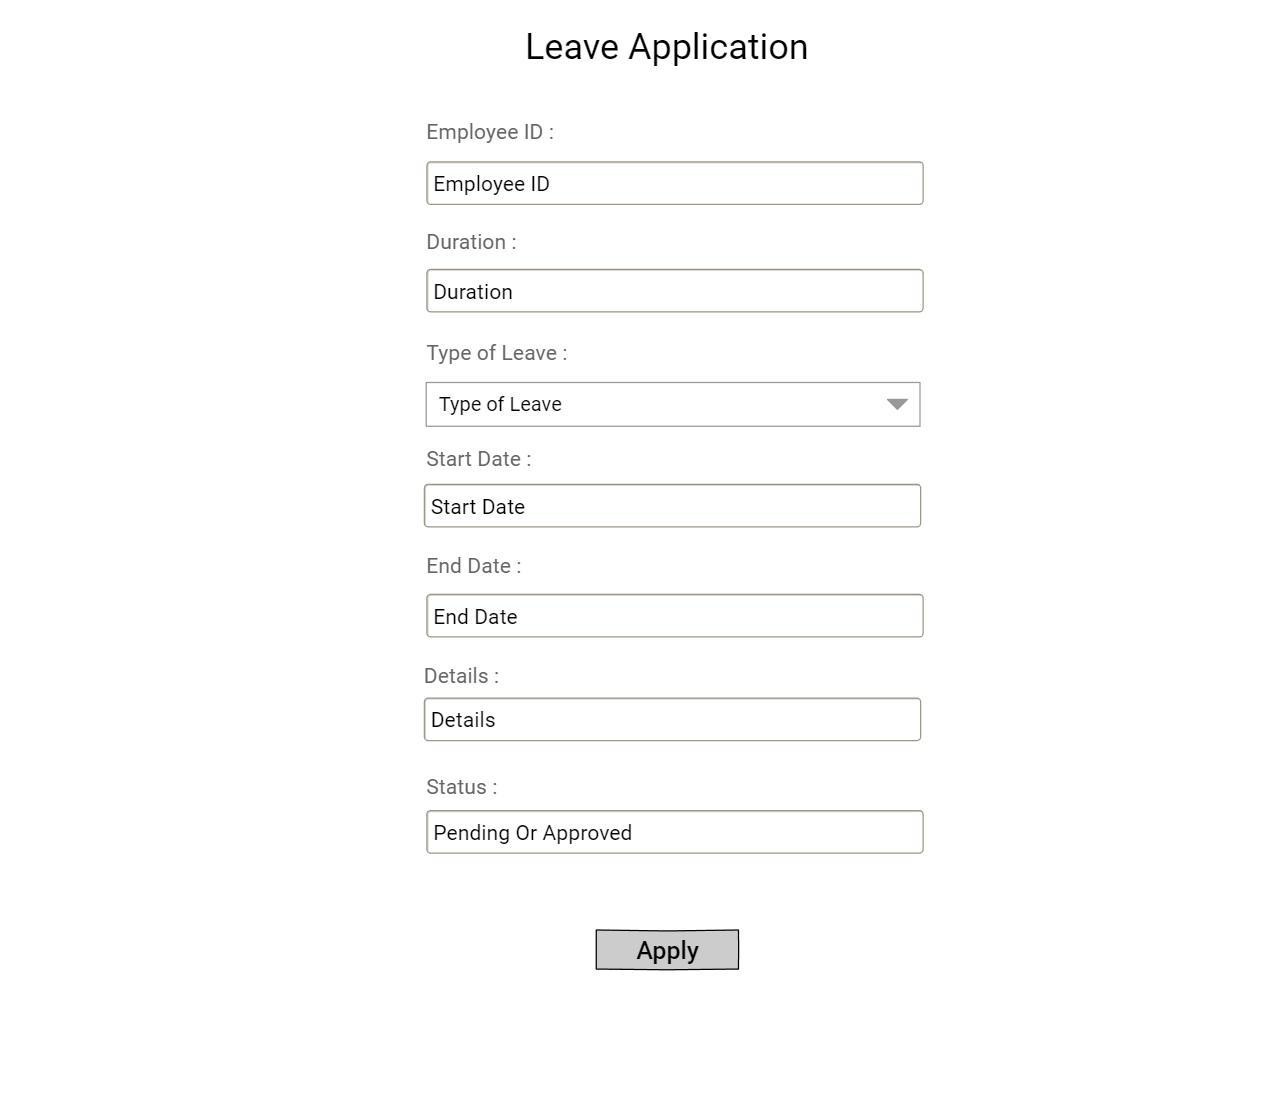 Leave Application
Employee ID :
Employee ID
Duration :
Duration
Type of Leave :
Type of Leave
Start Date :
Start Date
End Date :
End Date
Details :
Details
Status :
Pending Or Approved
Apply